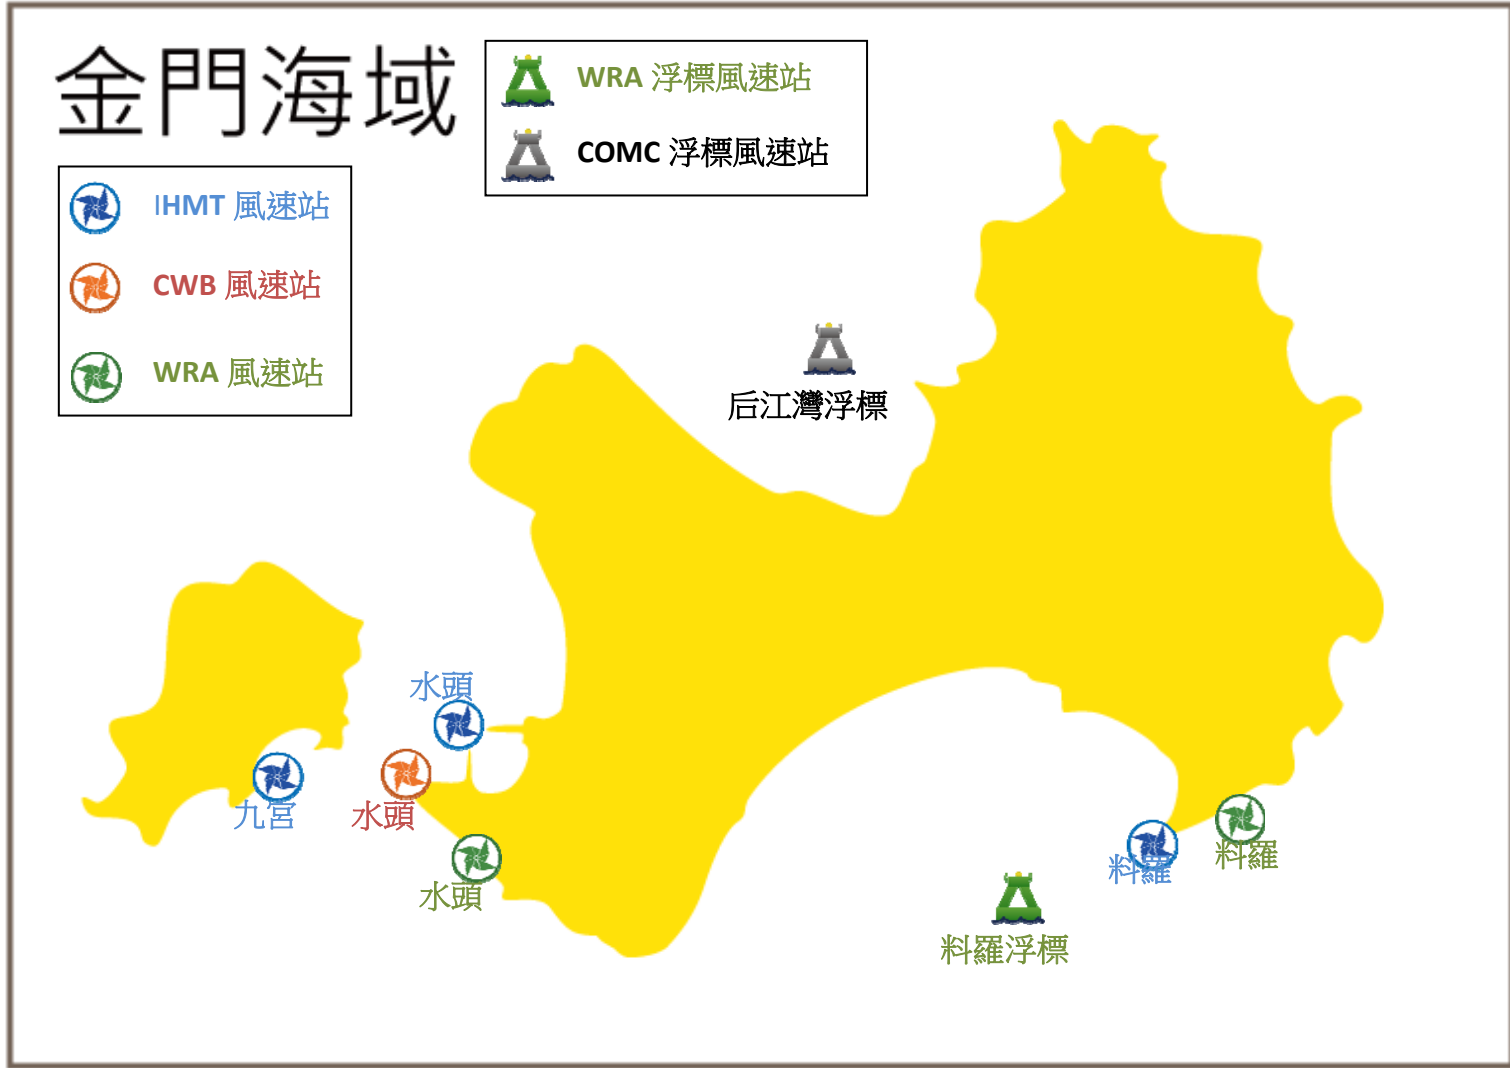 金門海域
WRA 浮標風速站
COMC 浮標風速站
IHMT 風速站
CWB 風速站
WRA 風速站
后江灣浮標
水頭
九宮
水頭
水頭
料羅
料羅
料羅浮標